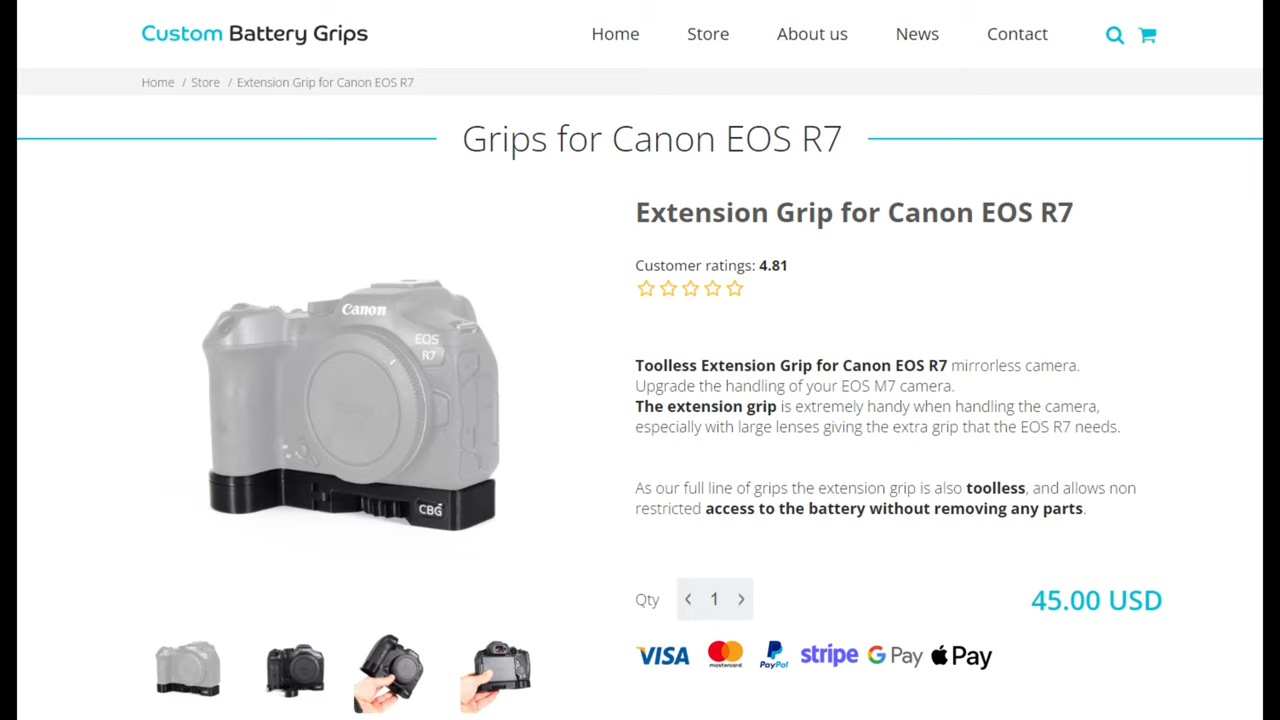 Custom Battery Grips
Home
Store
About us
News
Contact
Home / Store / Extension Grip for Canon EOS R7
Grips for Canon EOS R7
Extension Grip for Canon EOS R7
Customer ratings: 4.81
Canon
EOS
R7
CBG
Toolless Extension Grip for Canon EOS R7 mirrorless camera.
Upgrade the handling of your EOS M7 camera.
The extension grip is extremely handy when handling the camera,
especially with large lenses giving the extra grip that the EOS R7 needs.
As our full line of grips the extension grip is also toolless, and allows non
restricted access to the battery without removing any parts.
Qty < 1 >
45.00 USD
VISA mastercard PayPal stripe G Pay Pay